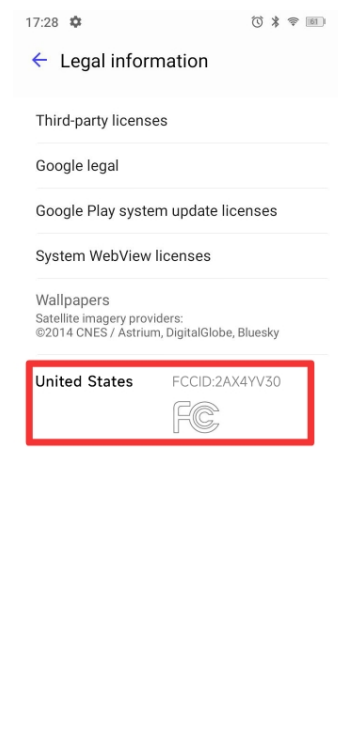 17:28
61
Legal information
Third-party licenses
Google legal
Google Play system update licenses
System WebView licenses
Wallpapers
Satellite imagery providers:
©2014 CNES / Astrium, DigitalGlobe, Bluesky
United States FCCID:2AX4YV30
FC